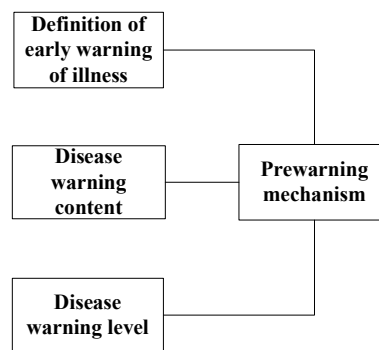 Definition of
early warning
of illness
Disease
warning
content
Prewarning
mechanism
Disease
warning level